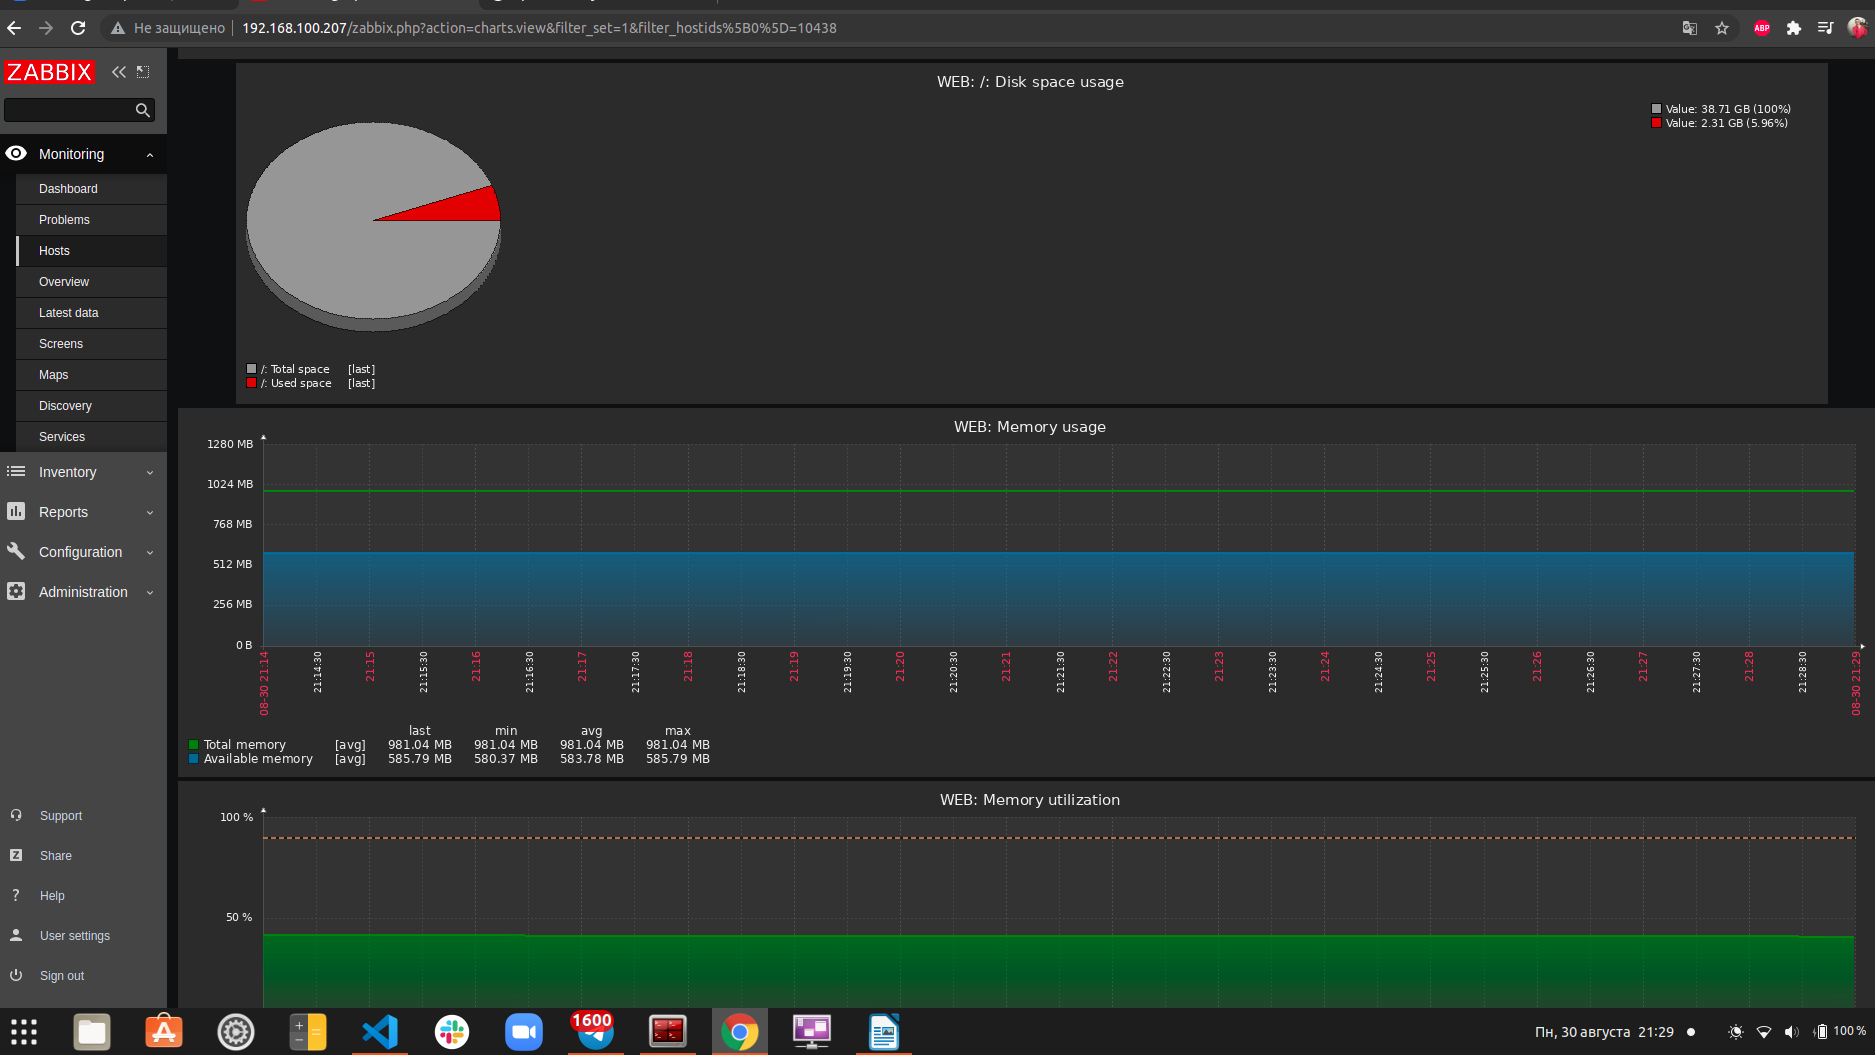 Не защищено
192.168.100.207/zabbix.php?action=charts.view&filter_set=1&filter_hostids%5B0%5D=10438
ABP
ZABBIX
Monitoring
Dashboard
Problems
Hosts
Overview
Latest data
Screens
Maps
Discovery
Services
Inventory
Reports
Configuration
Administration
Support
Z Share
? Help
User settings
Sign out
WEB: /: Disk space usage
Value: 38.71 GB (100%)
Value: 2.31 GB (5.96%)
/: Total space [last]
/: Used space [last]
WEB: Memory usage
1280 MB
1024 MB
768 MB
512 MB
256 MB
0 B
08-30 21:14
21:14:30
21:15
21:15:30
21:16
21:16:30
21:17
21:17:30
21:18
21:18:30
21:19
21:19:30
21:20
21:20:30
21:21
21:21:30
21:22
21:22:30
21:23
21:23:30
21:24
21:24:30
21:25
21:25:30
21:26
21:26:30
21:27
21:27:30
21:28
21:28:30
08-30 21:29
last min avg max
Total memory [avg] 981.04 MB 981.04 MB 981.04 MB 981.04 MB
Available memory [avg] 585.79 MB 580.37 MB 583.78 MB 585.79 MB
WEB: Memory utilization
100 %
50 %
1600
Пн, 30 августа 21:29
100 %